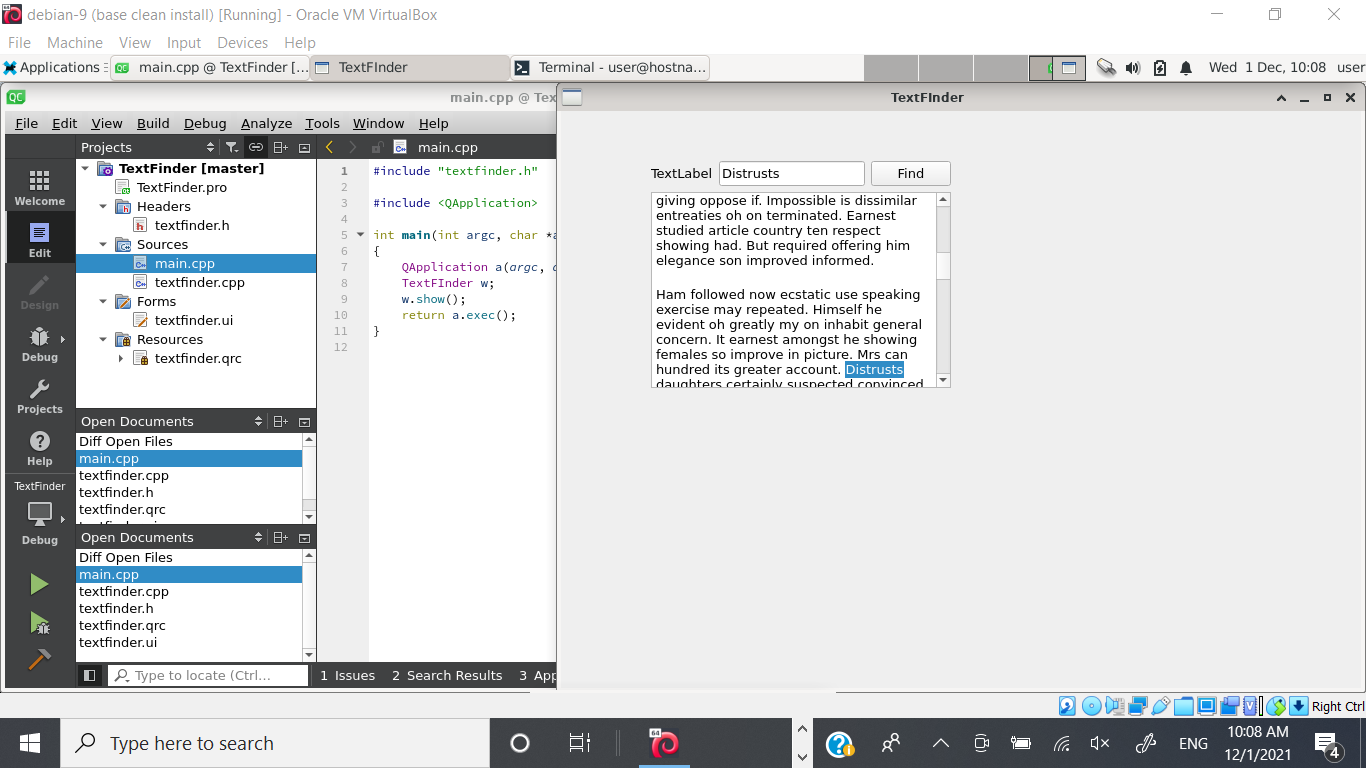 debian-9 (base clean install) [Running] - Oracle VM VirtualBox
File Machine View Input Devices Help
Applications main.cpp @ TextFinder [... TextFInder Terminal - user@hostna... Wed 1 Dec, 10:08 user
main.cpp @ Tex
File Edit View Build Debug Analyze Tools Window Help
Projects
main.cpp
Welcome
Edit
Design
Debug
Projects
Help
TextFinder
Debug
TextFinder [master]
TextFinder.pro
Headers
textfinder.h
Sources
main.cpp
textfinder.cpp
Forms
textfinder.ui
Resources
textfinder.qrc
Open Documents
Diff Open Files
main.cpp
textfinder.cpp
textfinder.h
textfinder.qrc
Open Documents
Diff Open Files
main.cpp
textfinder.cpp
textfinder.h
textfinder.qrc
textfinder.ui
1 #include "textfinder.h"
2
3 #include <QApplication>
4
5 int main(int argc, char *a
6 {
7 QApplication a(argc, a
8 TextFInder w;
9 w.show();
10 return a.exec();
11 }
12
Type to locate (Ctrl... 1 Issues 2 Search Results 3 App
TextFInder
TextLabel Distrusts Find
giving oppose if. Impossible is dissimilar
entreaties oh on terminated. Earnest
studied article country ten respect
showing had. But required offering him
elegance son improved informed.
Ham followed now ecstatic use speaking
exercise may repeated. Himself he
evident oh greatly my on inhabit general
concern. It earnest amongst he showing
females so improve in picture. Mrs can
hundred its greater account. Distrusts
daughters certainly suspected convinced
Right Ctrl
Type here to search
64
ENG
10:08 AM
12/1/2021
4